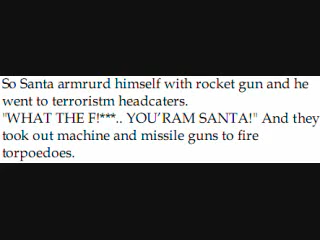 So Santa armrurd himself with rocket gun and he
went to terroristm headcaters.
"WHAT THE F!***.. YOU’RAM SANTA!" And they
took out machine and missile guns to fire
torpoedoes.